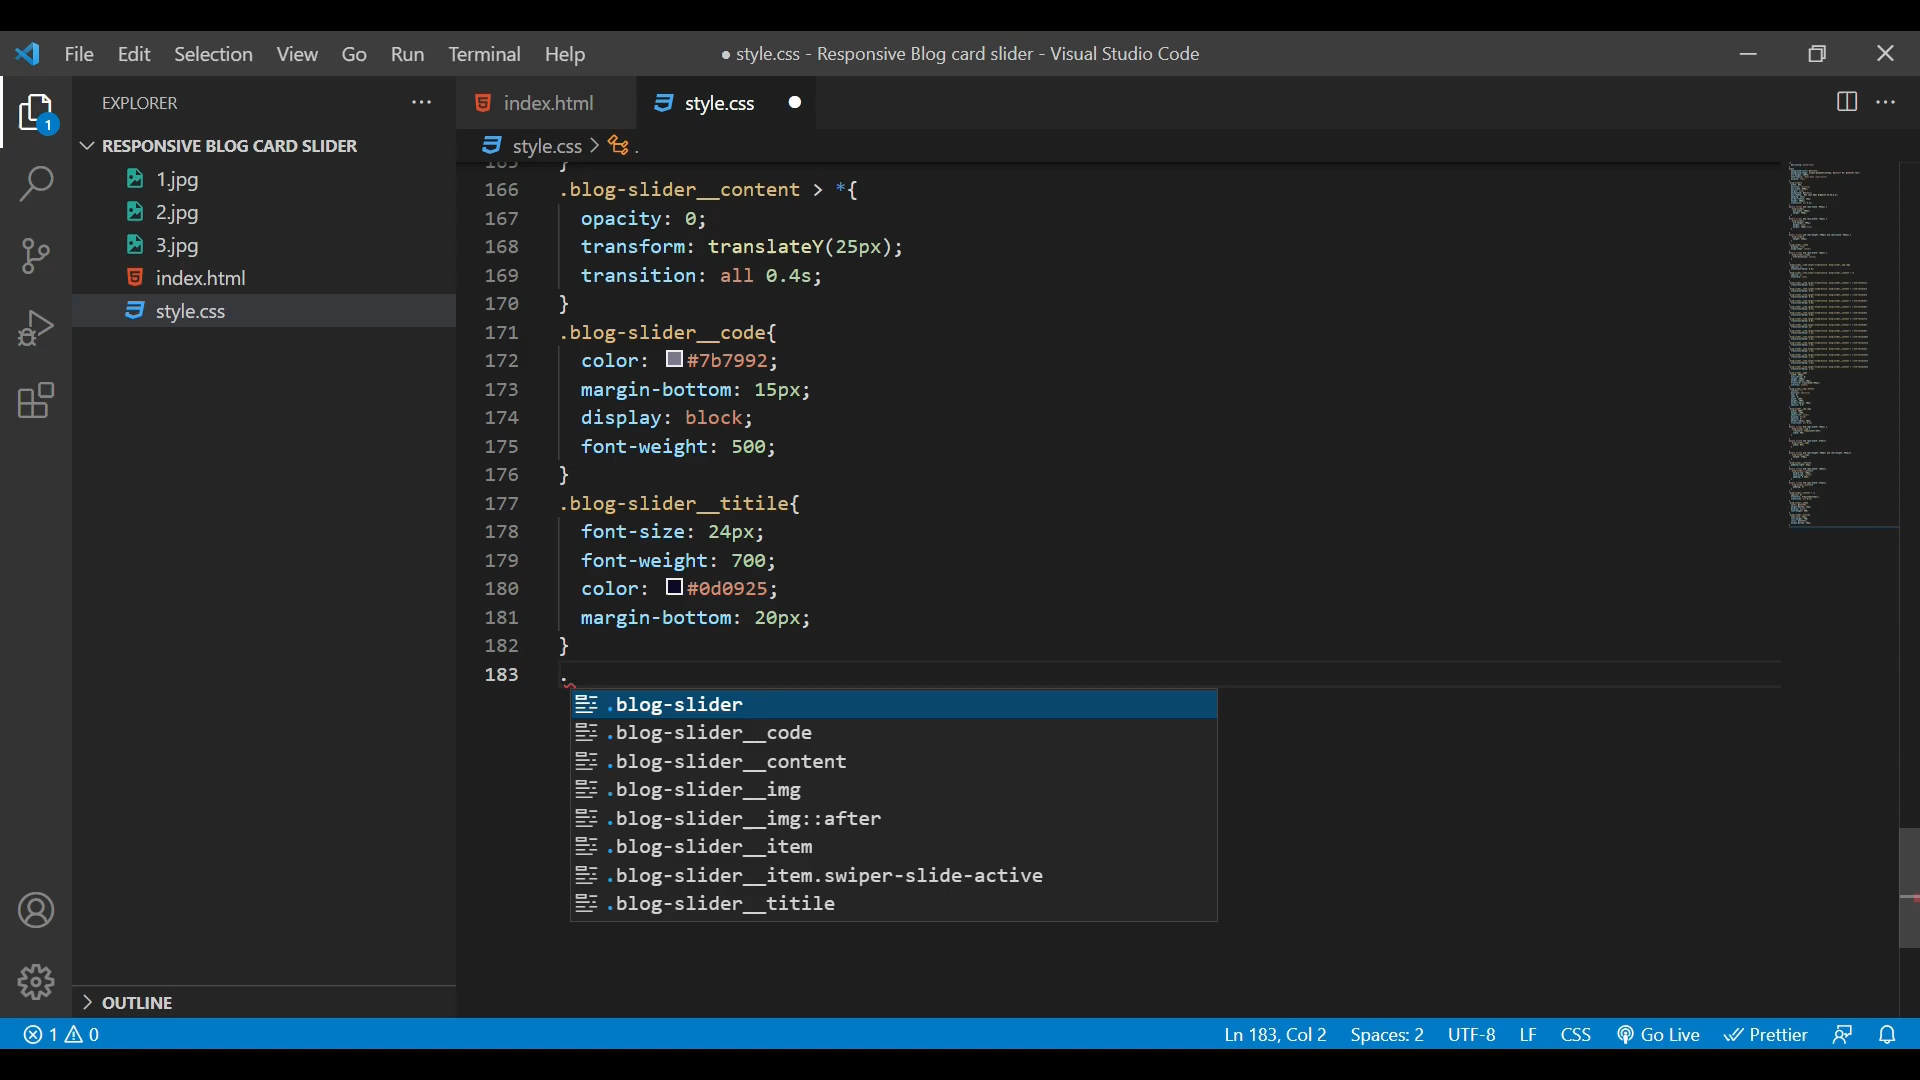 File Edit Selection View Go Run Terminal Help
● style.css - Responsive Blog card slider - Visual Studio Code
EXPLORER
index.html
style.css
1
RESPONSIVE BLOG CARD SLIDER
style.css > .
1.jpg
2.jpg
3.jpg
index.html
style.css
165 }
166 .blog-slider__content > *{
167 opacity: 0;
168 transform: translateY(25px);
169 transition: all 0.4s;
170 }
171 .blog-slider__code{
172 color: #7b7992;
173 margin-bottom: 15px;
174 display: block;
175 font-weight: 500;
176 }
177 .blog-slider__titile{
178 font-size: 24px;
179 font-weight: 700;
180 color: #0d0925;
181 margin-bottom: 20px;
182 }
183 .
.blog-slider
.blog-slider__code
.blog-slider__content
.blog-slider__img
.blog-slider__img::after
.blog-slider__item
.blog-slider__item.swiper-slide-active
.blog-slider__titile
OUTLINE
1 0
Ln 183, Col 2 Spaces: 2 UTF-8 LF CSS Go Live Prettier